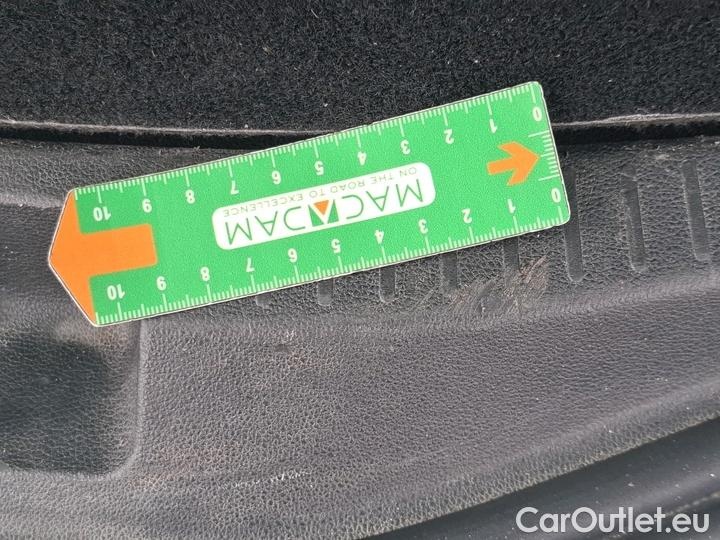 0 1 2 3 4 5 6 7 8 9 10
MACADAM
ON THE ROAD TO EXCELLENCE
0 1 2 3 4 5 6 7 8 9 10
CarOutlet.eu